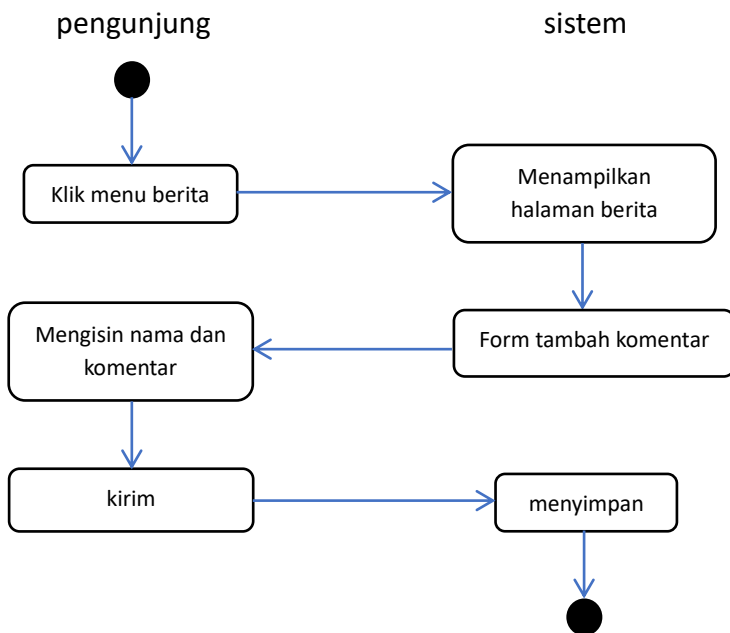 pengunjung
sistem
Klik menu berita
Menampilkan
halaman berita
Mengisin nama dan
komentar
Form tambah komentar
kirim
menyimpan